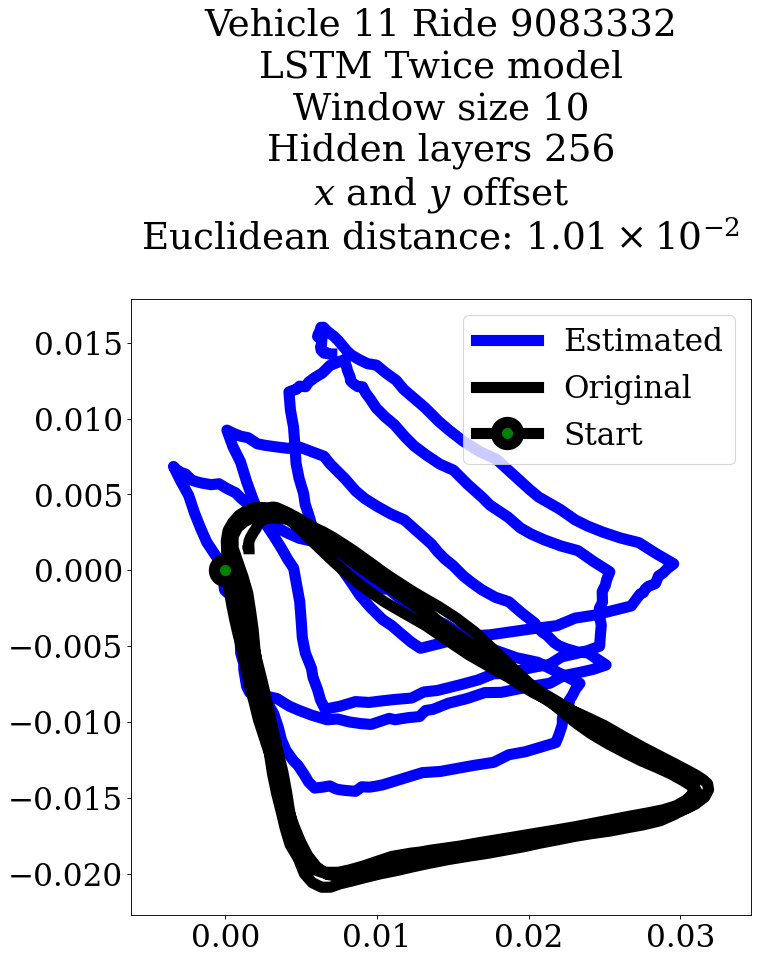 Vehicle 11 Ride 9083332
LSTM Twice model
Window size 10
Hidden layers 256
x and y offset
Euclidean distance: 1.01 × 10⁻²
Estimated
Original
Start
0.015
0.010
0.005
0.000
−0.005
−0.010
−0.015
−0.020
0.00 0.01 0.02 0.03